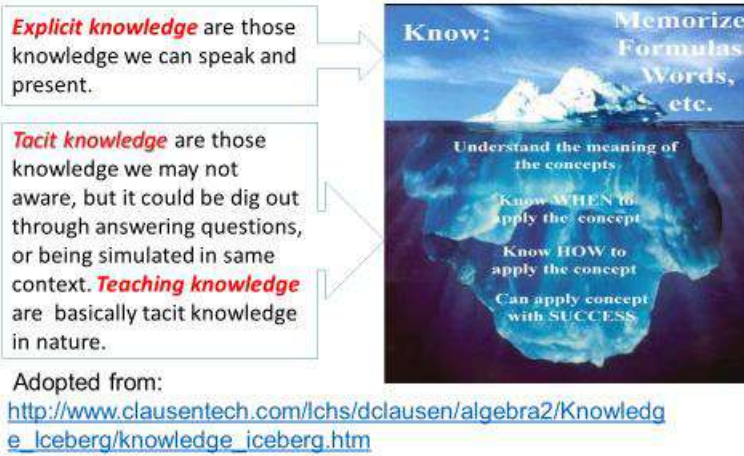 Explicit knowledge are those
knowledge we can speak and
present.
Tacit knowledge are those
knowledge we may not
aware, but it could be dig out
through answering questions,
or being simulated in same
context. Teaching knowledge
are basically tacit knowledge
in nature.
Know:
Memorize
Formulas
Words,
etc.
Understand the meaning of
the concepts
Know WHEN to
apply the concept
Know HOW to
apply the concept
Can apply concept
with SUCCESS
Adopted from:
http://www.clausentech.com/lchs/dclausen/algebra2/Knowledg
e_Iceberg/knowledge_iceberg.htm